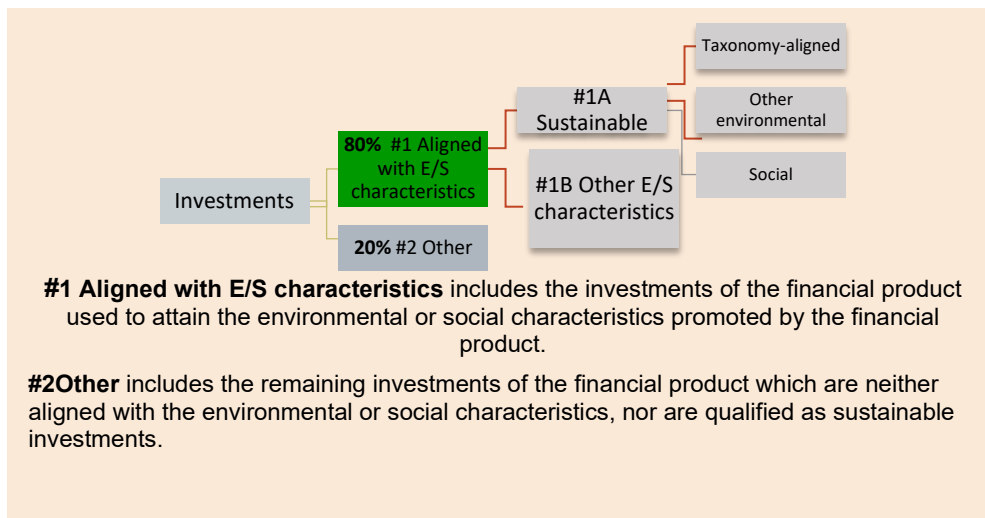 Taxonomy-aligned
#1A
Sustainable
Other
environmental
80% #1 Aligned
with E/S
characteristics
Social
#1B Other E/S
characteristics
Investments
20% #2 Other
#1 Aligned with E/S characteristics includes the investments of the financial product
used to attain the environmental or social characteristics promoted by the financial
product.
#2Other includes the remaining investments of the financial product which are neither
aligned with the environmental or social characteristics, nor are qualified as sustainable
investments.